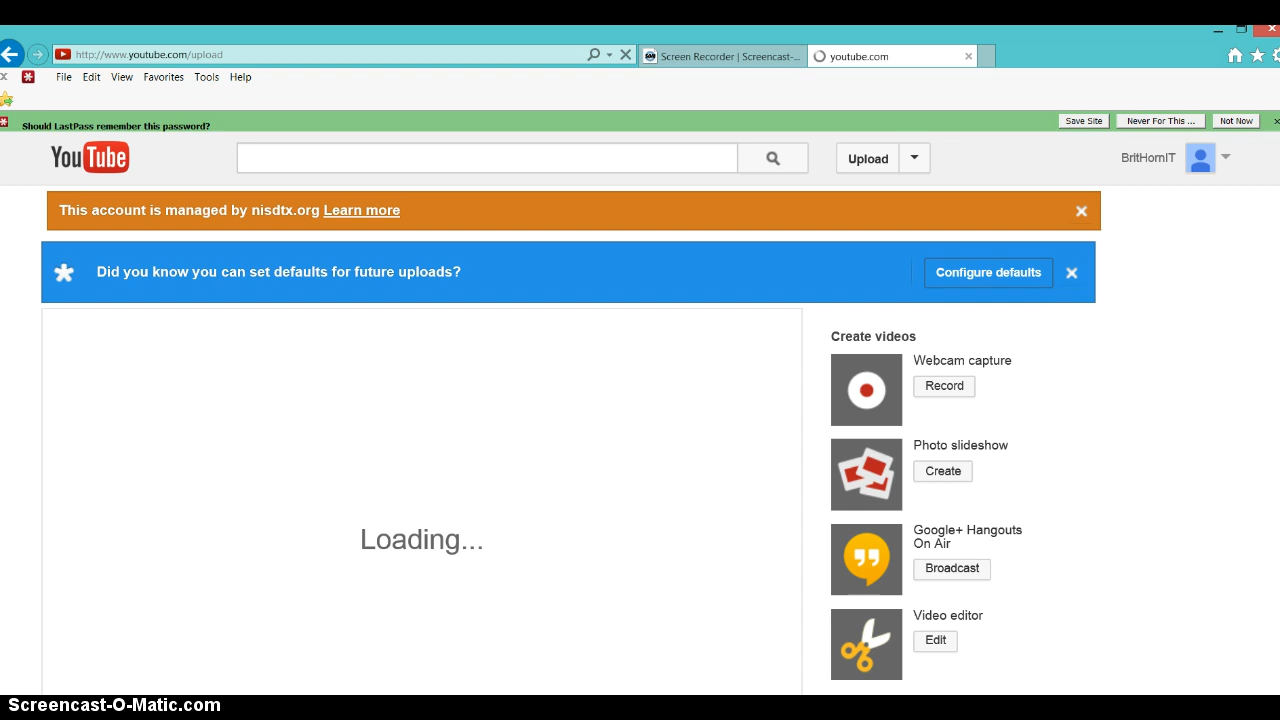 http://www.youtube.com/upload
Screen Recorder | Screencast-...
youtube.com
File Edit View Favorites Tools Help
Should LastPass remember this password?
Save Site
Never For This ...
Not Now
YouTube
Upload
BritHornIT
This account is managed by nisdtx.org Learn more
Did you know you can set defaults for future uploads?
Configure defaults
Loading...
Create videos
Webcam capture
Record
Photo slideshow
Create
Google+ Hangouts
On Air
Broadcast
Video editor
Edit
Screencast-O-Matic.com